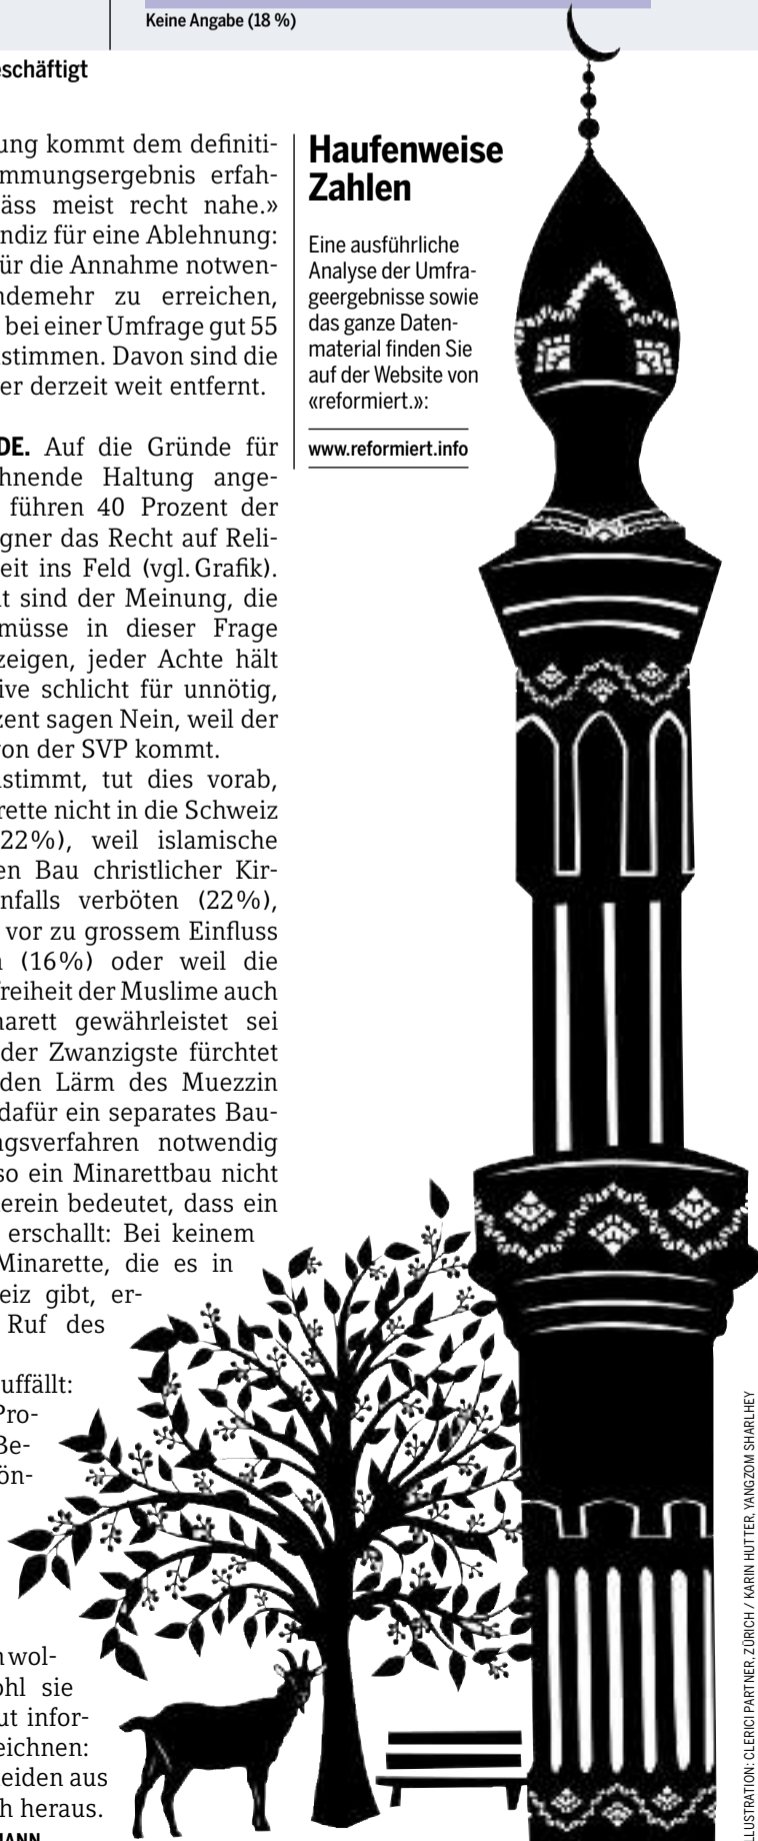 Keine Angabe (18 %)
eschäftigt
ung kommt dem definiti-
mmungsergebnis erfah-
äss meist recht nahe.»
ndiz für eine Ablehnung:
ür die Annahme notwen-
ndemehr zu erreichen,
bei einer Umfrage gut 55
stimmen. Davon sind die
er derzeit weit entfernt.
DE. Auf die Gründe für
hnende Haltung ange-
führen 40 Prozent der
gner das Recht auf Reli-
eit ins Feld (vgl. Grafik).
t sind der Meinung, die
müsse in dieser Frage
zeigen, jeder Achte hält
ive schlicht für unnötig,
zent sagen Nein, weil der
von der SVP kommt.
stimmt, tut dies vorab,
rette nicht in die Schweiz
22%), weil islamische
en Bau christlicher Kir-
nfalls verböten (22%),
vor zu grossem Einfluss
n (16%) oder weil die
freiheit der Muslime auch
narett gewährleistet sei
der Zwanzigste fürchtet
den Lärm des Muezzin
dafür ein separates Bau-
ngsverfahren notwendig
so ein Minarettbau nicht
erein bedeutet, dass ein
erschallt: Bei keinem
Minarette, die es in
eiz gibt, er-
Ruf des
uffällt:
Pro-
Be-
ön-
n wol-
ohl sie
ut infor-
eichnen:
eiden aus
h heraus.
MANN
Haufenweise
Zahlen
Eine ausführliche
Analyse der Umfra-
geergebnisse sowie
das ganze Daten-
material finden Sie
auf der Website von
«reformiert.»:
www.reformiert.info
LLUSTRATION: CLERICI PARTNER, ZÜRICH / KARIN HUTTER, YANGZOM SHARLHEY